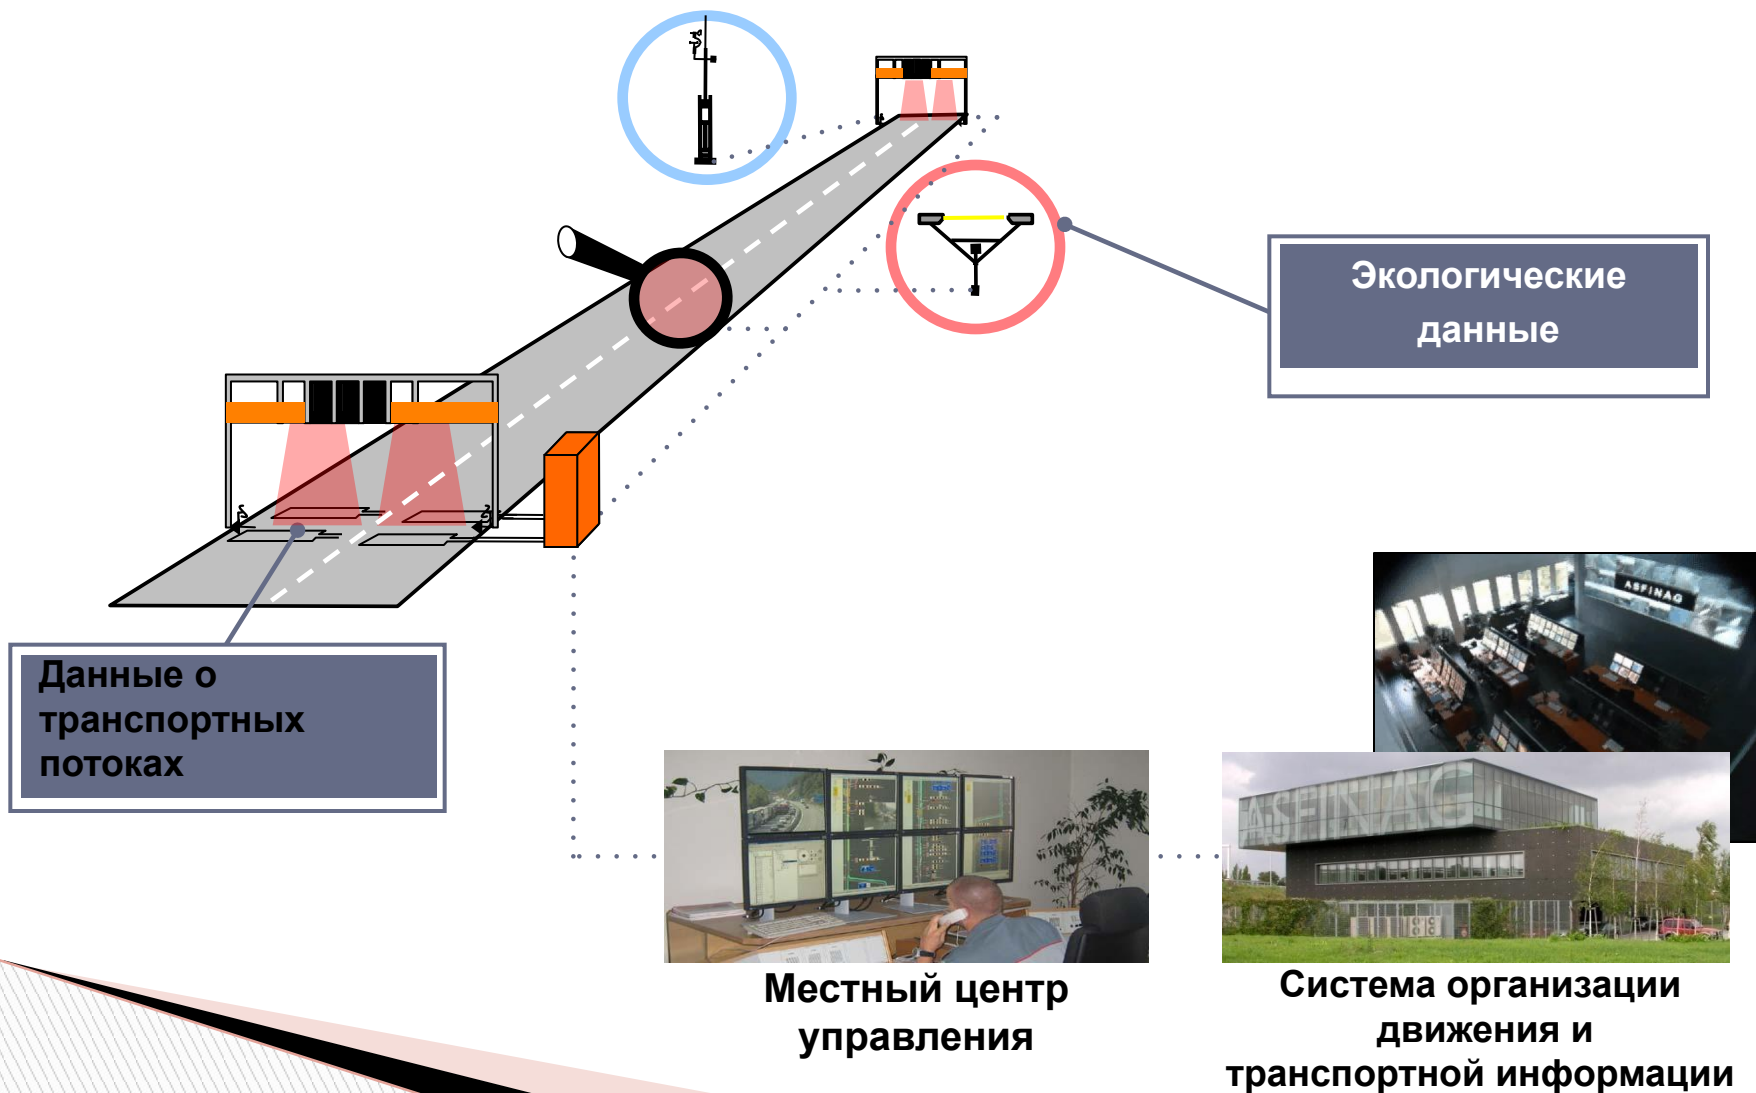 Экологические
данные
Данные о
транспортных
потоках
ASFINAG
ASFINAG
Местный центр
управления
Система организации
движения и
транспортной информации